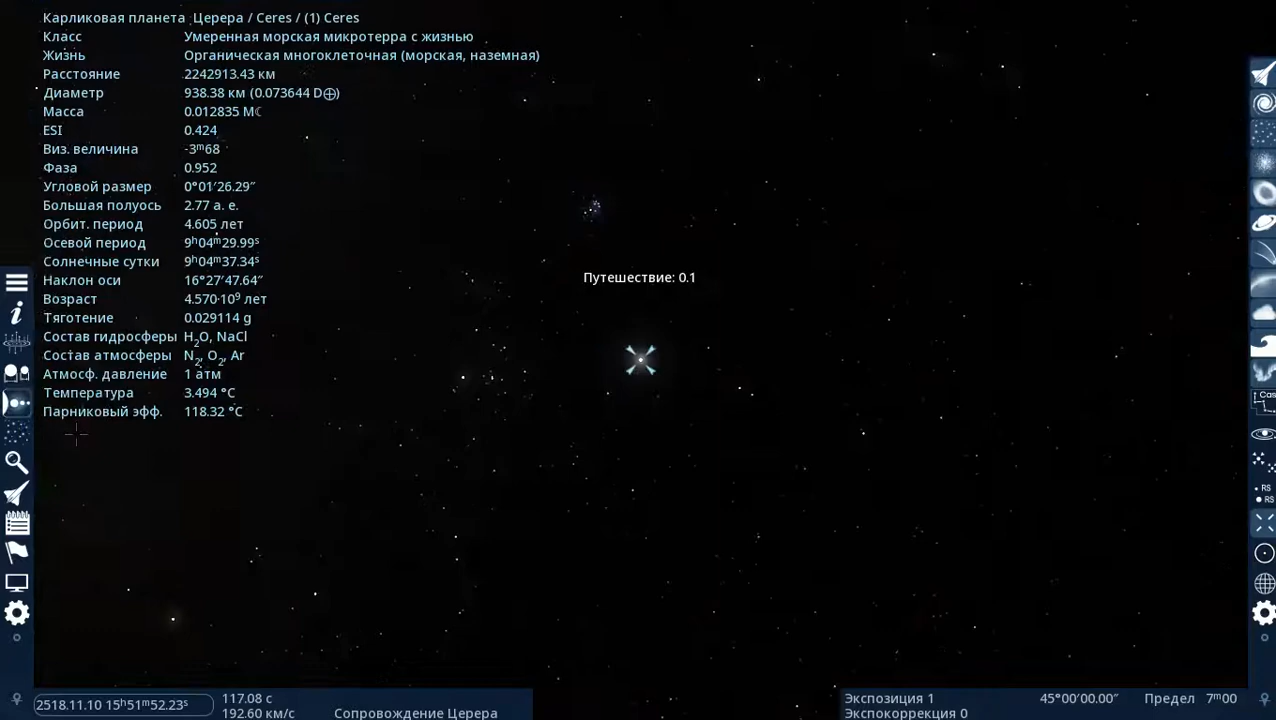 Карликовая планета Церера / Ceres / (1) Ceres
Класс Умеренная морская микротерра с жизнью
Жизнь Органическая многоклеточная (морская, наземная)
Расстояние 2242913.43 км
Диаметр 938.38 км (0.073644 D⊕)
Масса 0.012835 M☾
ESI 0.424
Виз. величина -3ᵐ68
Фаза 0.952
Угловой размер 0°01′26.29″
Большая полуось 2.77 а. е.
Орбит. период 4.605 лет
Осевой период 9ʰ04ᵐ29.99ˢ
Солнечные сутки 9ʰ04ᵐ37.34ˢ
Наклон оси 16°27′47.64″
Возраст 4.570·10⁹ лет
Тяготение 0.029114 g
Состав гидросферы H₂O, NaCl
Состав атмосферы N₂, O₂, Ar
Атмосф. давление 1 атм
Температура 3.494 °C
Парниковый эфф. 118.32 °C
Путешествие: 0.1
Cas
RS
RS
2518.11.10 15ʰ51ᵐ52.23ˢ
117.08 с
192.60 км/с
Сопровождение Церера
Экспозиция 1
45°00′00.00″
Предел 7ᵐ00
Экспокоррекция 0